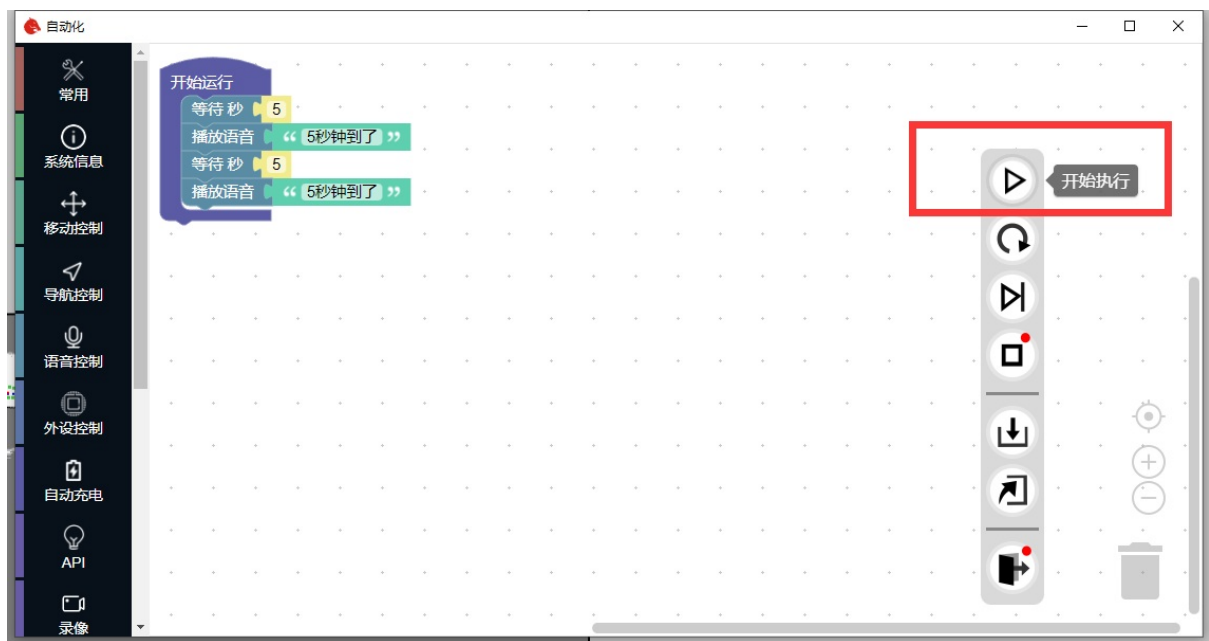 自动化
常用
系统信息
移动控制
导航控制
语音控制
外设控制
自动充电
API
录像
开始运行
等待 秒 5
播放语音 “ 5秒钟到了 ”
等待 秒 5
播放语音 “ 5秒钟到了 ”
开始执行